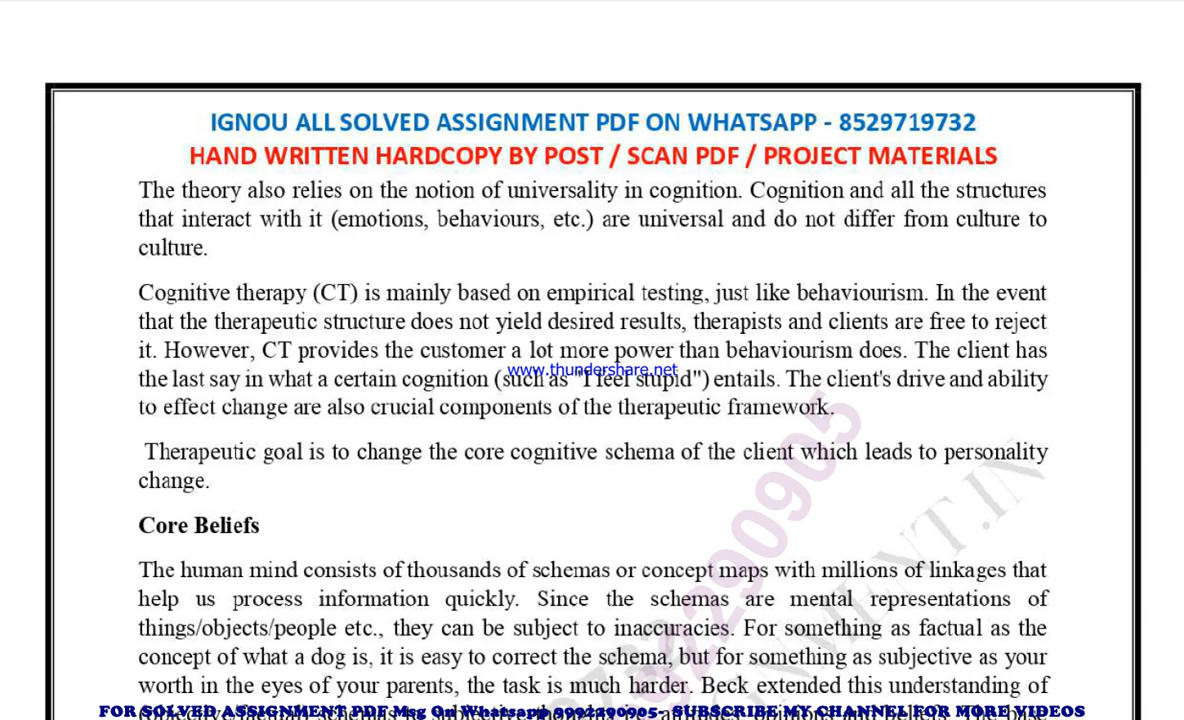 IGNOU ALL SOLVED ASSIGNMENT PDF ON WHATSAPP - 8529719732
HAND WRITTEN HARDCOPY BY POST / SCAN PDF / PROJECT MATERIALS
The theory also relies on the notion of universality in cognition. Cognition and all the structures
that interact with it (emotions, behaviours, etc.) are universal and do not differ from culture to
culture.
Cognitive therapy (CT) is mainly based on empirical testing, just like behaviourism. In the event
that the therapeutic structure does not yield desired results, therapists and clients are free to reject
it. However, CT provides the customer a lot more power than behaviourism does. The client has
www.thundershare.net
the last say in what a certain cognition (such as "I feel stupid") entails. The client's drive and ability
to effect change are also crucial components of the therapeutic framework.
Therapeutic goal is to change the core cognitive schema of the client which leads to personality
change.
Core Beliefs
The human mind consists of thousands of schemas or concept maps with millions of linkages that
help us process information quickly. Since the schemas are mental representations of
things/objects/people etc., they can be subject to inaccuracies. For something as factual as the
concept of what a dog is, it is easy to correct the schema, but for something as subjective as your
worth in the eyes of your parents, the task is much harder. Beck extended this understanding of
FOR SOLVED ASSIGNMENT PDF Msg On Whatsapp 9992290905- SUBSCRIBE MY CHANNEL FOR MORE VIDEOS